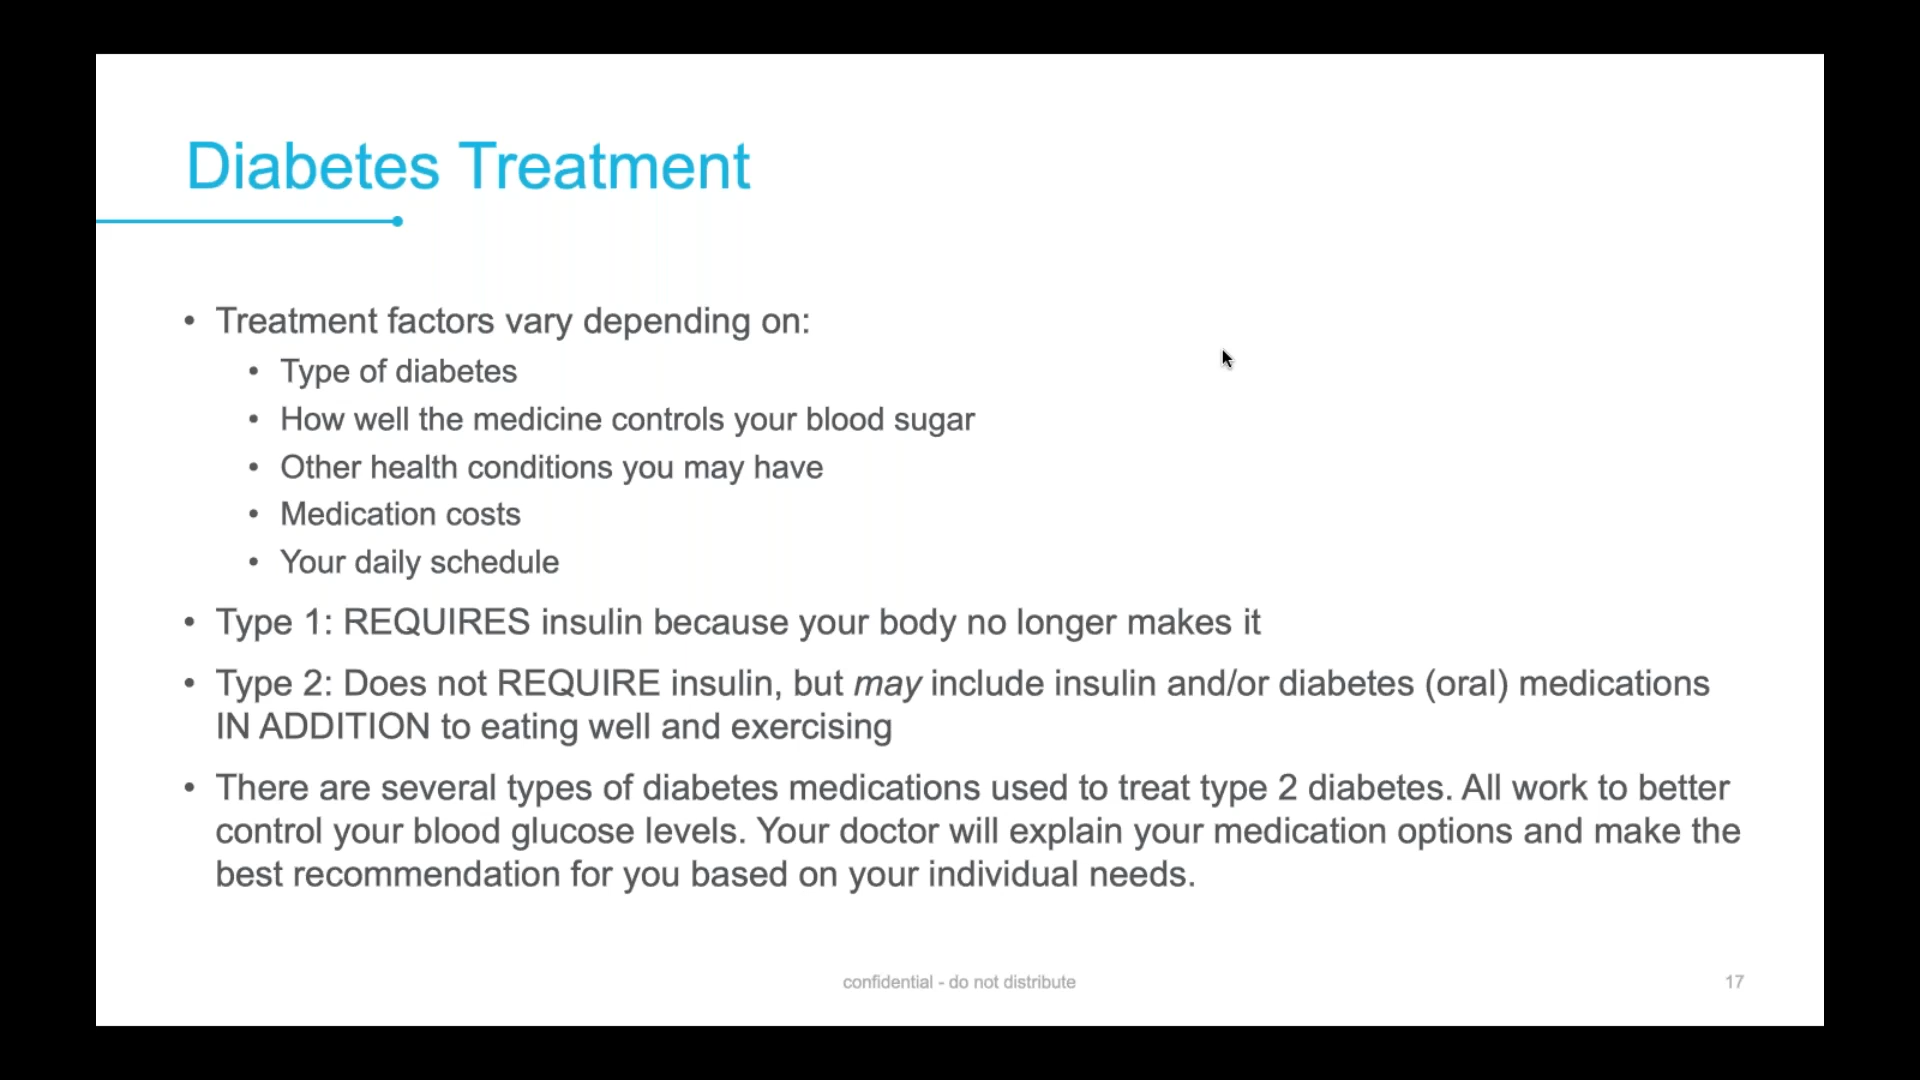 Diabetes Treatment
• Treatment factors vary depending on:
• Type of diabetes
• How well the medicine controls your blood sugar
• Other health conditions you may have
• Medication costs
• Your daily schedule
• Type 1: REQUIRES insulin because your body no longer makes it
• Type 2: Does not REQUIRE insulin, but may include insulin and/or diabetes (oral) medications
IN ADDITION to eating well and exercising
• There are several types of diabetes medications used to treat type 2 diabetes. All work to better
control your blood glucose levels. Your doctor will explain your medication options and make the
best recommendation for you based on your individual needs.
confidential - do not distribute
17